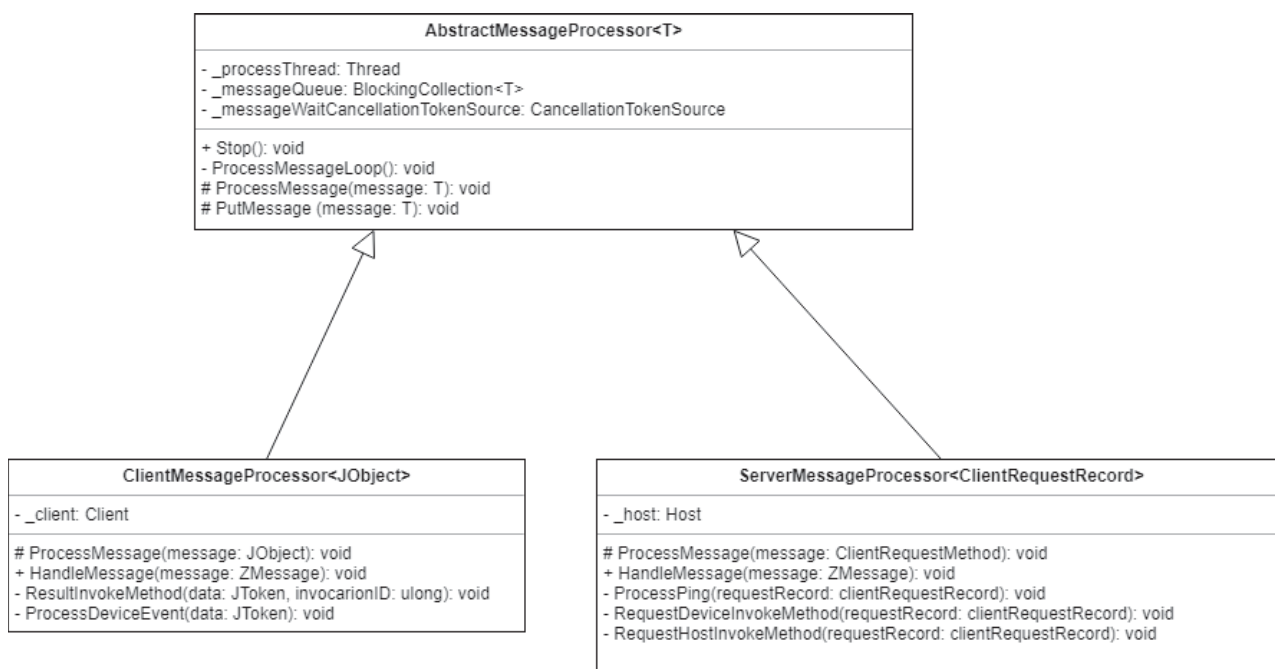 AbstractMessageProcessor<T>
- _processThread: Thread
- _messageQueue: BlockingCollection<T>
- _messageWaitCancellationTokenSource: CancellationTokenSource
+ Stop(): void
- ProcessMessageLoop(): void
# ProcessMessage(message: T): void
# PutMessage (message: T): void
ClientMessageProcessor<JObject>
- _client: Client
# ProcessMessage(message: JObject): void
+ HandleMessage(message: ZMessage): void
- ResultInvokeMethod(data: JToken, invocarionID: ulong): void
- ProcessDeviceEvent(data: JToken): void
ServerMessageProcessor<ClientRequestRecord>
- _host: Host
# ProcessMessage(message: ClientRequestMethod): void
+ HandleMessage(message: ZMessage): void
- ProcessPing(requestRecord: clientRequestRecord): void
- RequestDeviceInvokeMethod(requestRecord: clientRequestRecord): void
- RequestHostInvokeMethod(requestRecord: clientRequestRecord): void